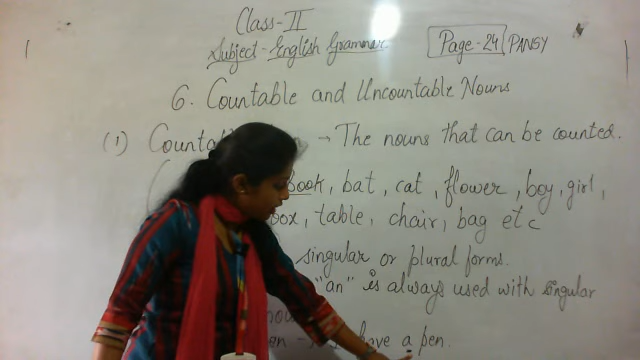 Class-II
Subject - English Grammar
Page-24 PANSY
6. Countable and Uncountable Nouns
(1) Count → The nouns that can be counted.
Book, bat, cat, flower, boy, girl,
box, table, chair, bag etc
singular or plural forms.
"an" is always used with singular
have a pen.